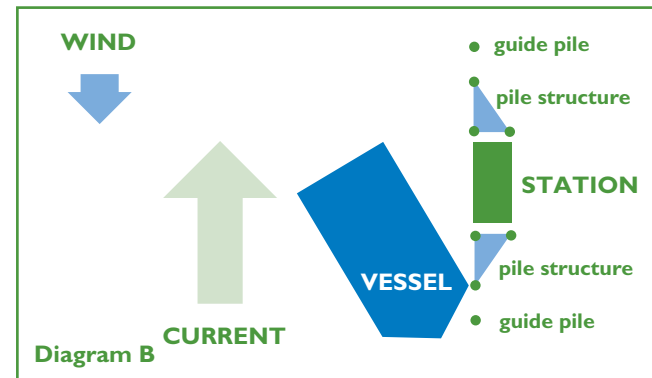 WIND
guide pile
pile structure
STATION
VESSEL
pile structure
guide pile
CURRENT
Diagram B